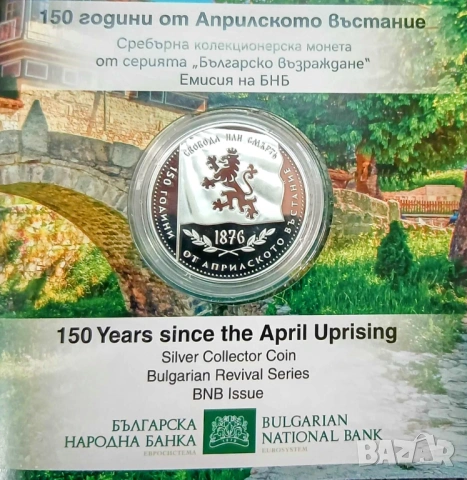 150 години от Априлското въстание
Сребърна колекционерска монета
от серията „Българско възраждане“
Емисия на БНБ
СВОБОДА ИЛИ СМЪРТЬ
150 ГОДИНИ ОТ АПРИЛСКОТО ВЪСТАНИЕ
1876
150 Years since the April Uprising
Silver Collector Coin
Bulgarian Revival Series
BNB Issue
БЪЛГАРСКА
НАРОДНА БАНКА
ЕВРОСИСТЕМА
BULGARIAN
NATIONAL BANK
EUROSYSTEM
BAZAR